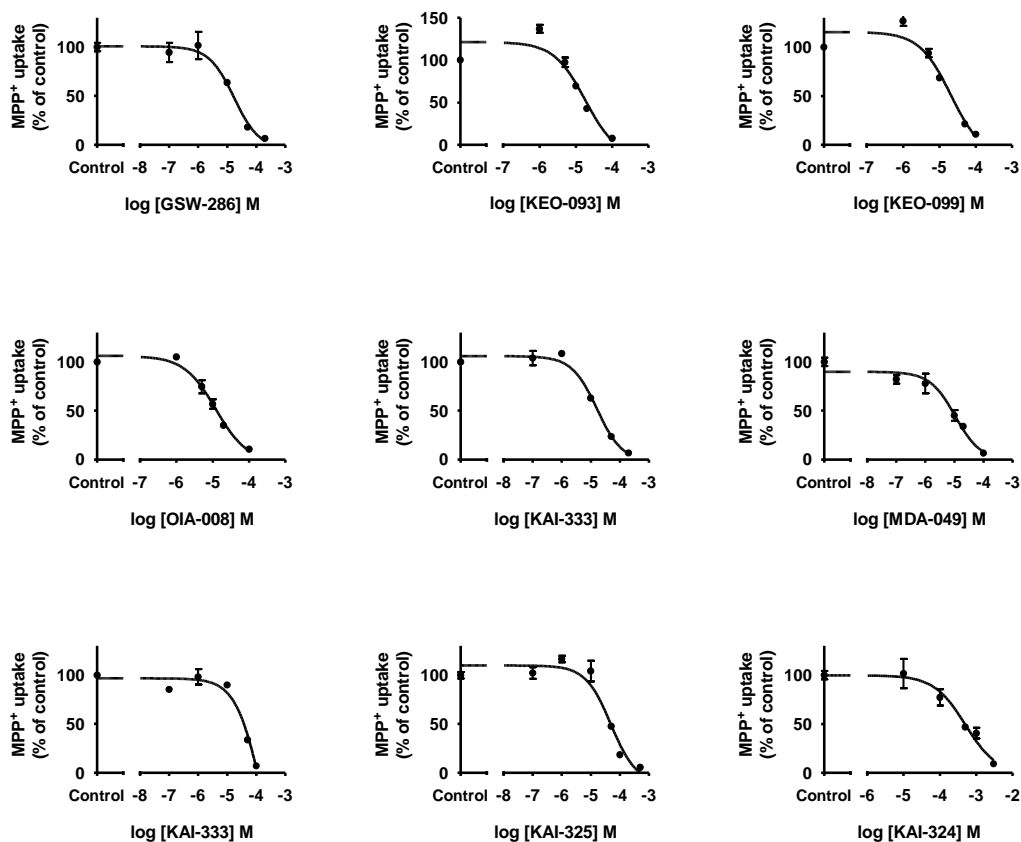 MPP+ uptake
(% of control)
100
50
0
Control -8 -7 -6 -5 -4 -3
log [GSW-286] M
MPP+ uptake
(% of control)
150
100
50
0
Control -7 -6 -5 -4 -3
log [KEO-093] M
MPP+ uptake
(% of control)
100
50
0
Control -7 -6 -5 -4 -3
log [KEO-099] M
MPP+ uptake
(% of control)
100
50
0
Control -7 -6 -5 -4 -3
log [OIA-008] M
MPP+ uptake
(% of control)
100
50
0
Control -8 -7 -6 -5 -4 -3
log [KAI-333] M
MPP+ uptake
(% of control)
100
50
0
Control -8 -7 -6 -5 -4 -3
log [MDA-049] M
MPP+ uptake
(% of control)
100
50
0
Control -8 -7 -6 -5 -4 -3
log [KAI-333] M
MPP+ uptake
(% of control)
100
50
0
Control -8 -7 -6 -5 -4 -3
log [KAI-325] M
MPP+ uptake
(% of control)
100
50
0
Control -6 -5 -4 -3 -2
log [KAI-324] M